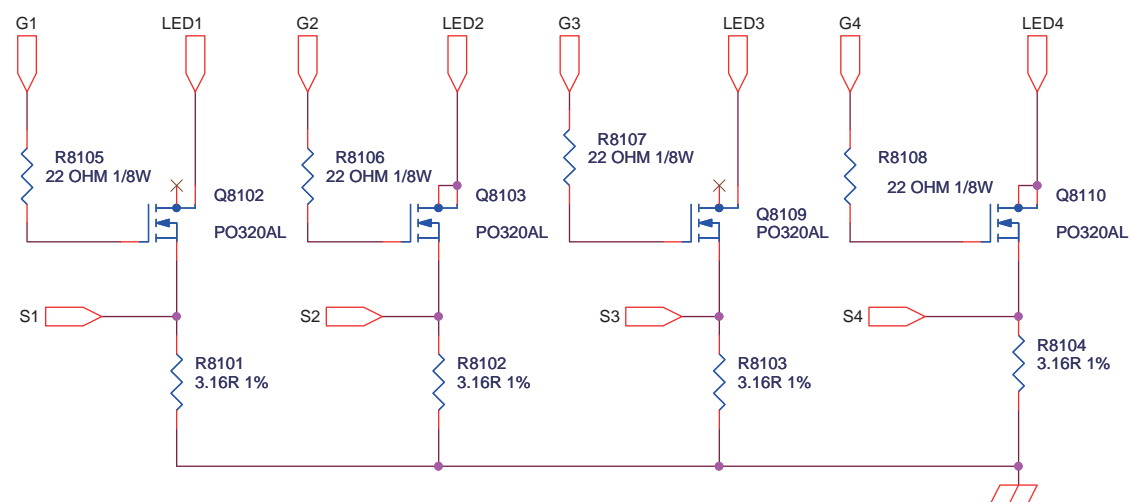 G1
LED1
G2
LED2
G3
LED3
G4
LED4
R8105
22 OHM 1/8W
R8106
22 OHM 1/8W
R8107
22 OHM 1/8W
R8108
22 OHM 1/8W
Q8102
PO320AL
Q8103
PO320AL
Q8109
PO320AL
Q8110
PO320AL
S1
S2
S3
S4
R8101
3.16R 1%
R8102
3.16R 1%
R8103
3.16R 1%
R8104
3.16R 1%